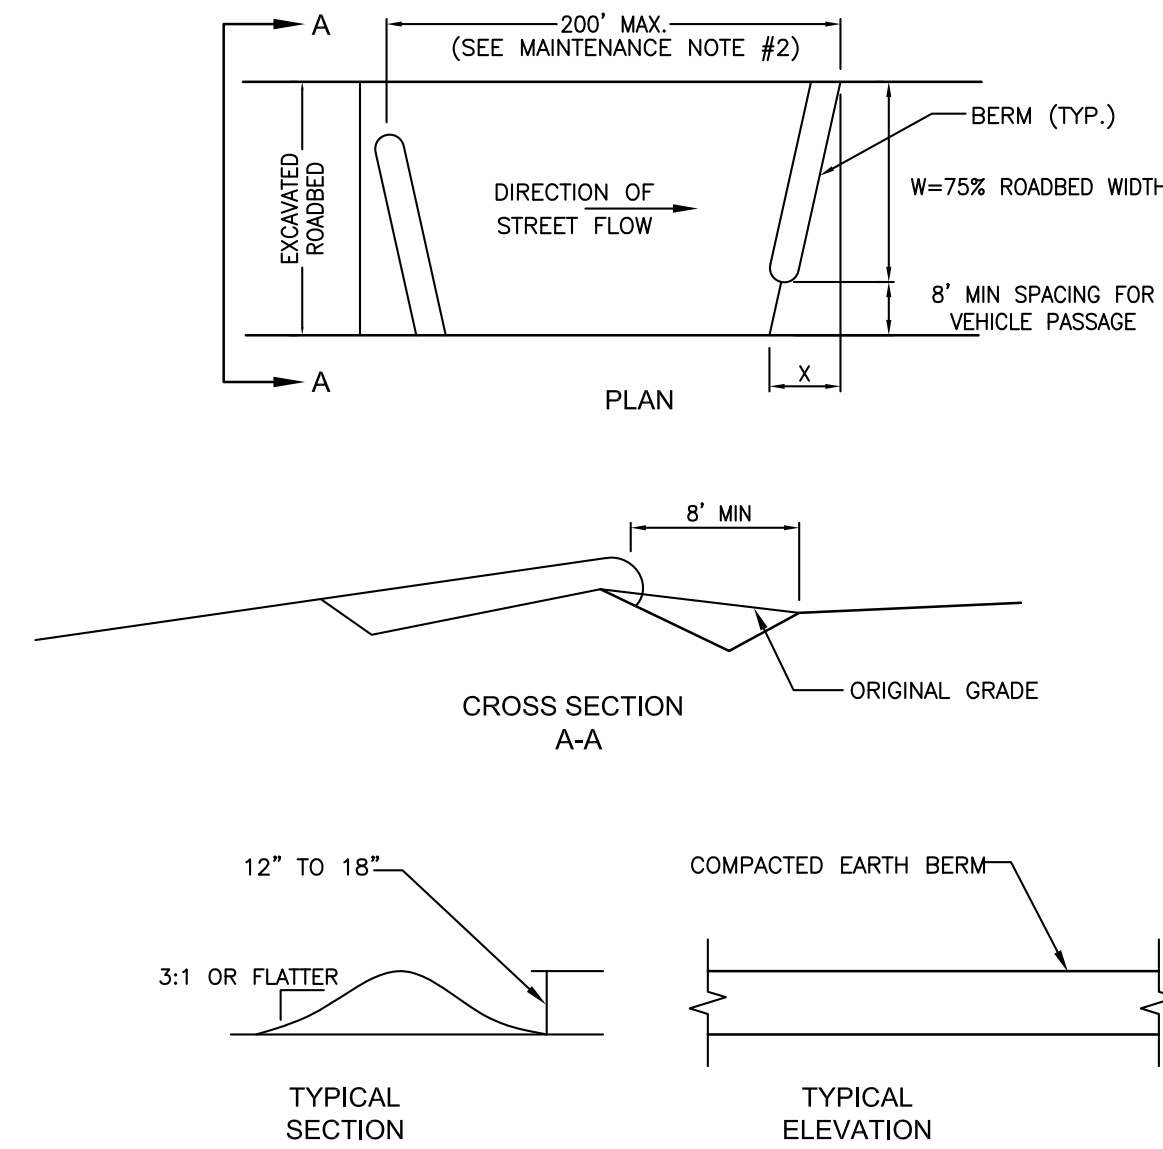 A
200' MAX.
(SEE MAINTENANCE NOTE #2)
BERM (TYP.)
EXCAVATED
ROADBED
DIRECTION OF
STREET FLOW
W=75% ROADBED WIDTH
8' MIN SPACING FOR
VEHICLE PASSAGE
X
A
PLAN
8' MIN
ORIGINAL GRADE
CROSS SECTION
A-A
12" TO 18"
COMPACTED EARTH BERM
3:1 OR FLATTER
TYPICAL
SECTION
TYPICAL
ELEVATION